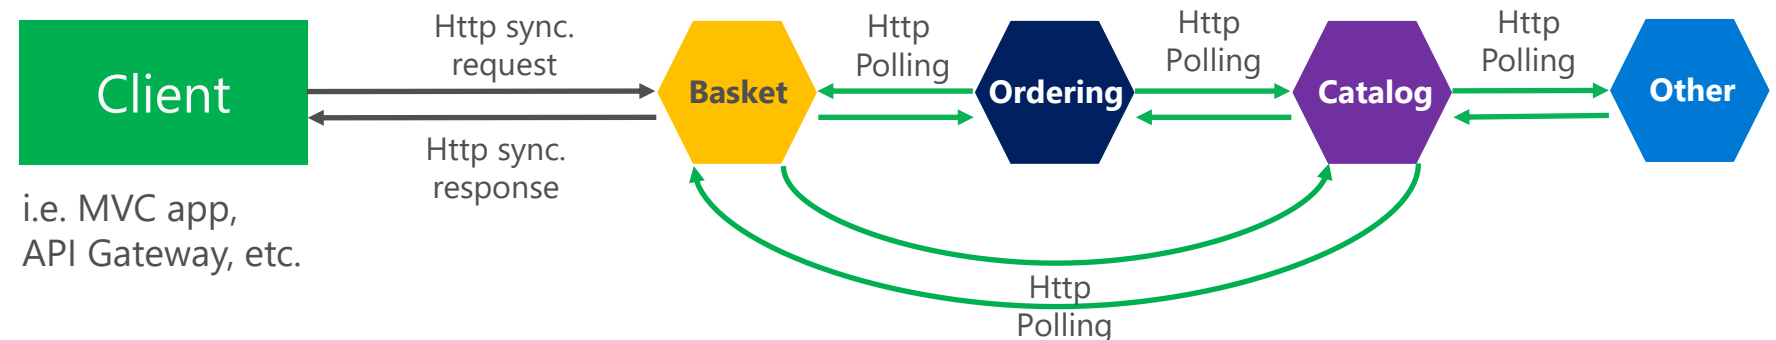 Client
i.e. MVC app,
API Gateway, etc.
Http sync.
request
Http sync.
response
Basket
Http
Polling
Ordering
Http
Polling
Catalog
Http
Polling
Other
Http
Polling